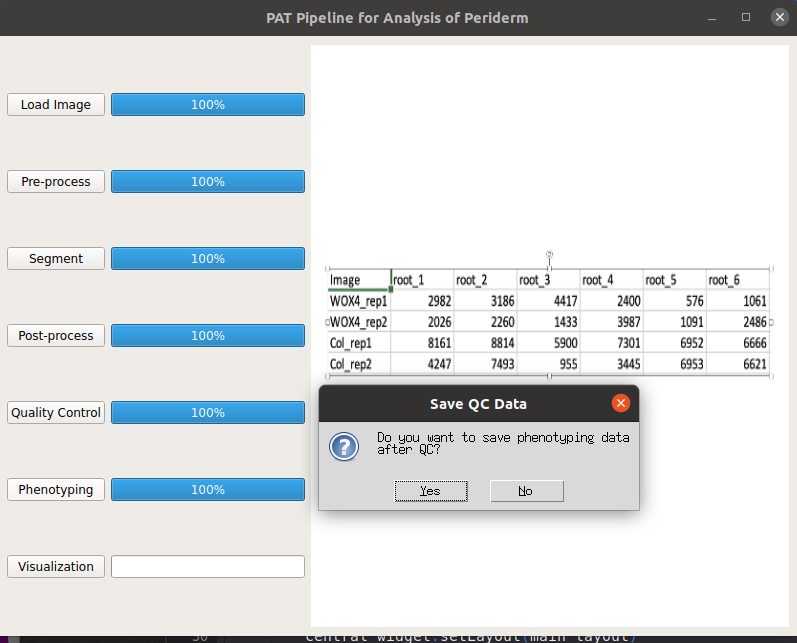 PAT Pipeline for Analysis of Periderm
Load Image 100%
Pre-process 100%
Segment 100%
Post-process 100%
Quality Control 100%
Phenotyping 100%
Visualization
Image root_1 root_2 root_3 root_4 root_5 root_6
WOX4_rep1 2982 3186 4417 2400 576 1061
WOX4_rep2 2026 2260 1433 3987 1091 2486
Col_rep1 8161 8814 5900 7301 6952 6666
Col_rep2 4247 7493 955 3445 6953 6621
Save QC Data
Do you want to save phenotyping data
after QC?
Yes No
central_widget.setLayout(main_layout)